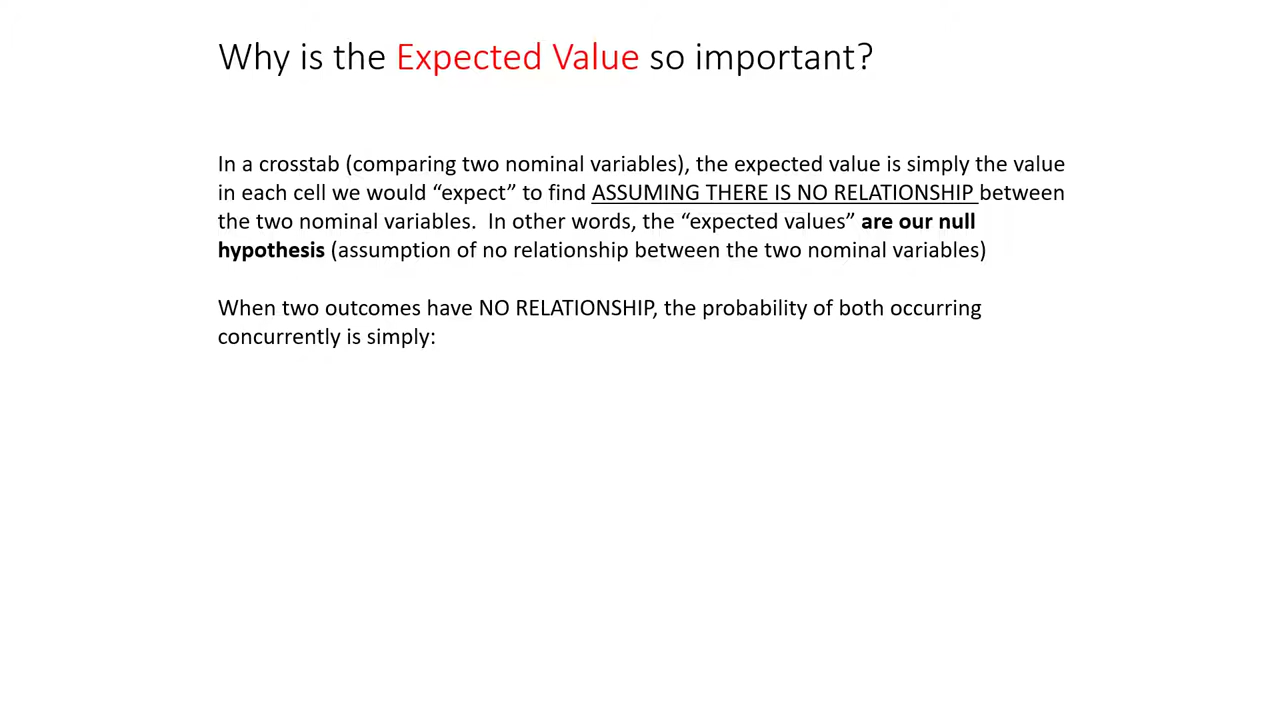 Why is the Expected Value so important?
In a crosstab (comparing two nominal variables), the expected value is simply the value
in each cell we would “expect” to find ASSUMING THERE IS NO RELATIONSHIP between
the two nominal variables.  In other words, the “expected values” are our null
hypothesis (assumption of no relationship between the two nominal variables)
When two outcomes have NO RELATIONSHIP, the probability of both occurring
concurrently is simply: